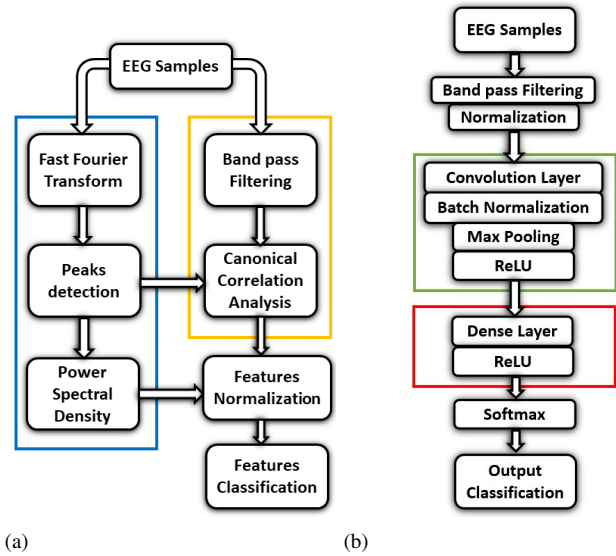 EEG Samples
Fast Fourier
Transform
Band pass
Filtering
Peaks
detection
Canonical
Correlation
Analysis
Power
Spectral
Density
Features
Normalization
Features
Classification
(a)
EEG Samples
Band pass Filtering
Normalization
Convolution Layer
Batch Normalization
Max Pooling
ReLU
Dense Layer
ReLU
Softmax
Output
Classification
(b)